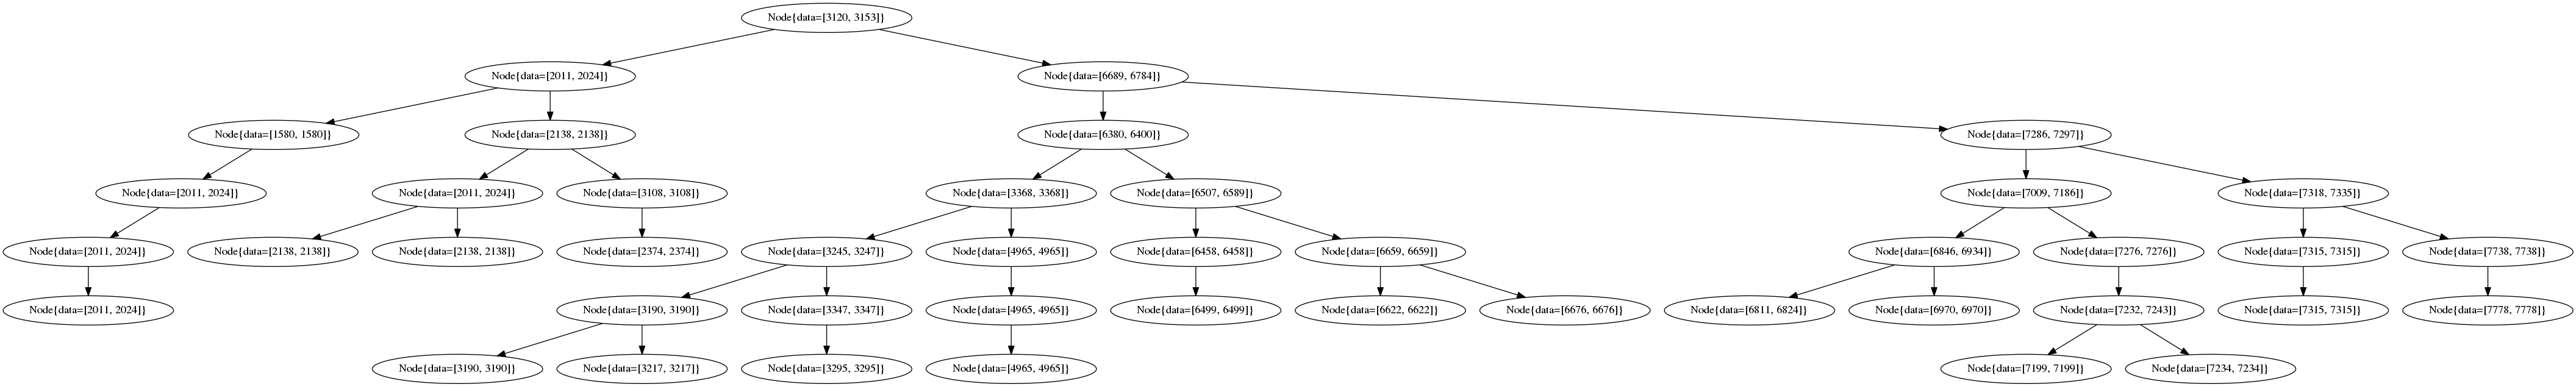 Node{data=[3120, 3153]}
Node{data=[2011, 2024]}
Node{data=[6689, 6784]}
Node{data=[1580, 1580]}
Node{data=[2138, 2138]}
Node{data=[6380, 6400]}
Node{data=[7286, 7297]}
Node{data=[2011, 2024]}
Node{data=[2011, 2024]}
Node{data=[3108, 3108]}
Node{data=[3368, 3368]}
Node{data=[6507, 6589]}
Node{data=[7009, 7186]}
Node{data=[7318, 7335]}
Node{data=[2011, 2024]}
Node{data=[2138, 2138]}
Node{data=[2138, 2138]}
Node{data=[2374, 2374]}
Node{data=[3245, 3247]}
Node{data=[4965, 4965]}
Node{data=[6458, 6458]}
Node{data=[6659, 6659]}
Node{data=[6846, 6934]}
Node{data=[7276, 7276]}
Node{data=[7315, 7315]}
Node{data=[7738, 7738]}
Node{data=[2011, 2024]}
Node{data=[3190, 3190]}
Node{data=[3347, 3347]}
Node{data=[4965, 4965]}
Node{data=[6499, 6499]}
Node{data=[6622, 6622]}
Node{data=[6676, 6676]}
Node{data=[6811, 6824]}
Node{data=[6970, 6970]}
Node{data=[7232, 7243]}
Node{data=[7315, 7315]}
Node{data=[7778, 7778]}
Node{data=[3190, 3190]}
Node{data=[3217, 3217]}
Node{data=[3295, 3295]}
Node{data=[4965, 4965]}
Node{data=[7199, 7199]}
Node{data=[7234, 7234]}